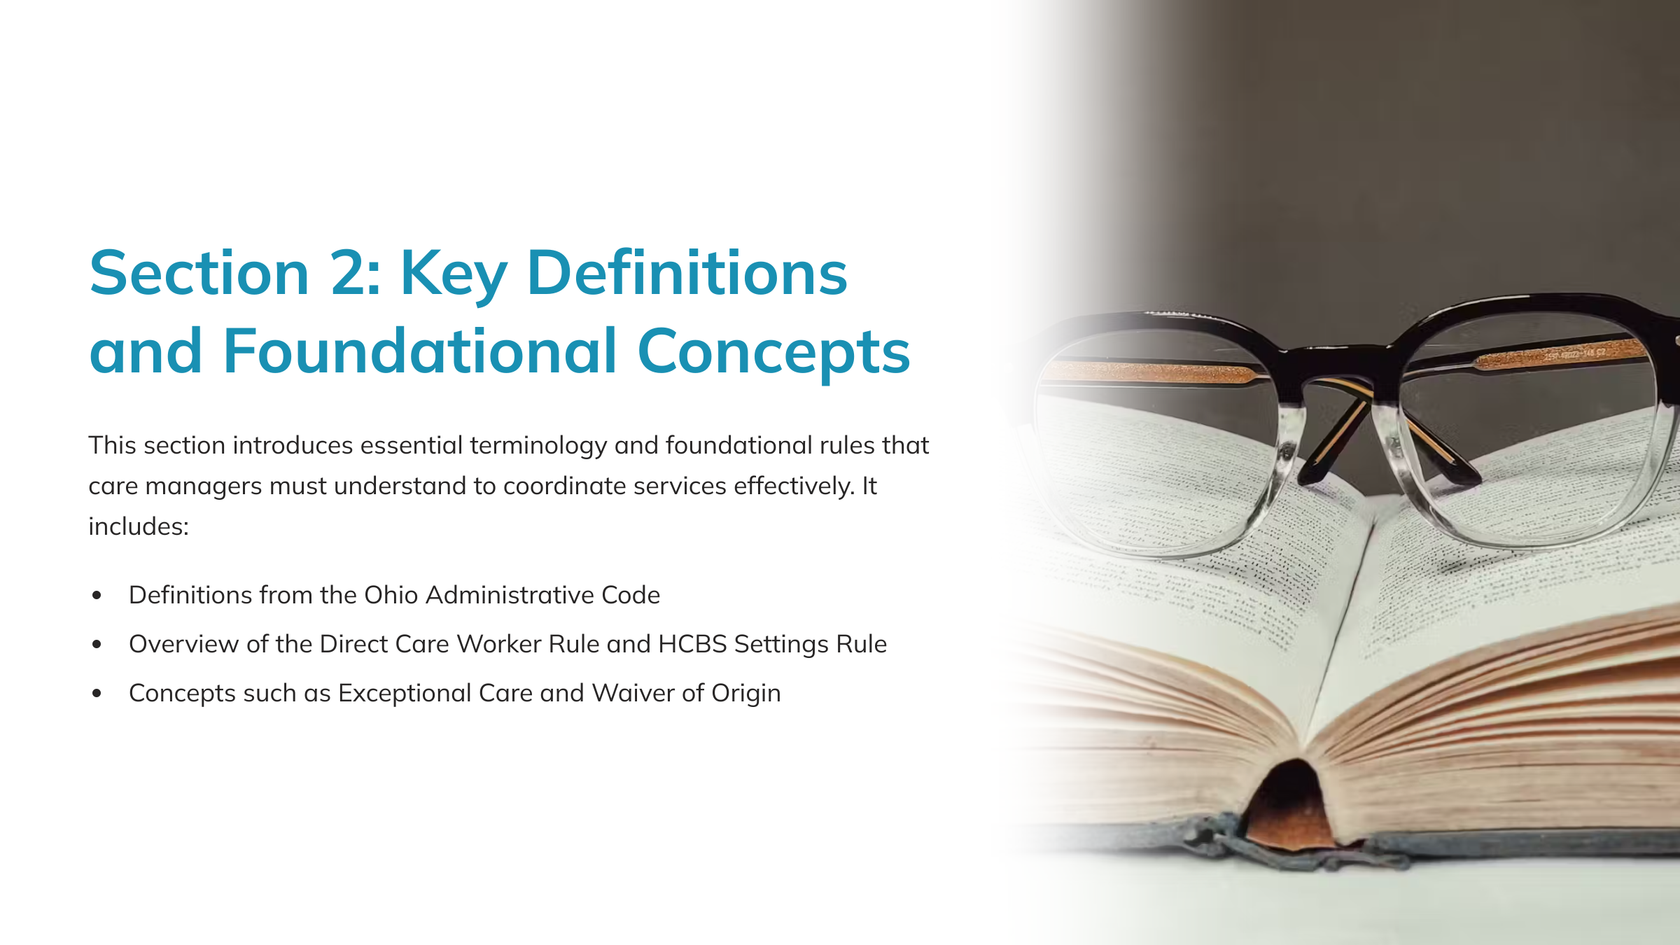 Section 2: Key Definitions
and Foundational Concepts
This section introduces essential terminology and foundational rules that
care managers must understand to coordinate services effectively. It
includes:
• Definitions from the Ohio Administrative Code
• Overview of the Direct Care Worker Rule and HCBS Settings Rule
• Concepts such as Exceptional Care and Waiver of Origin